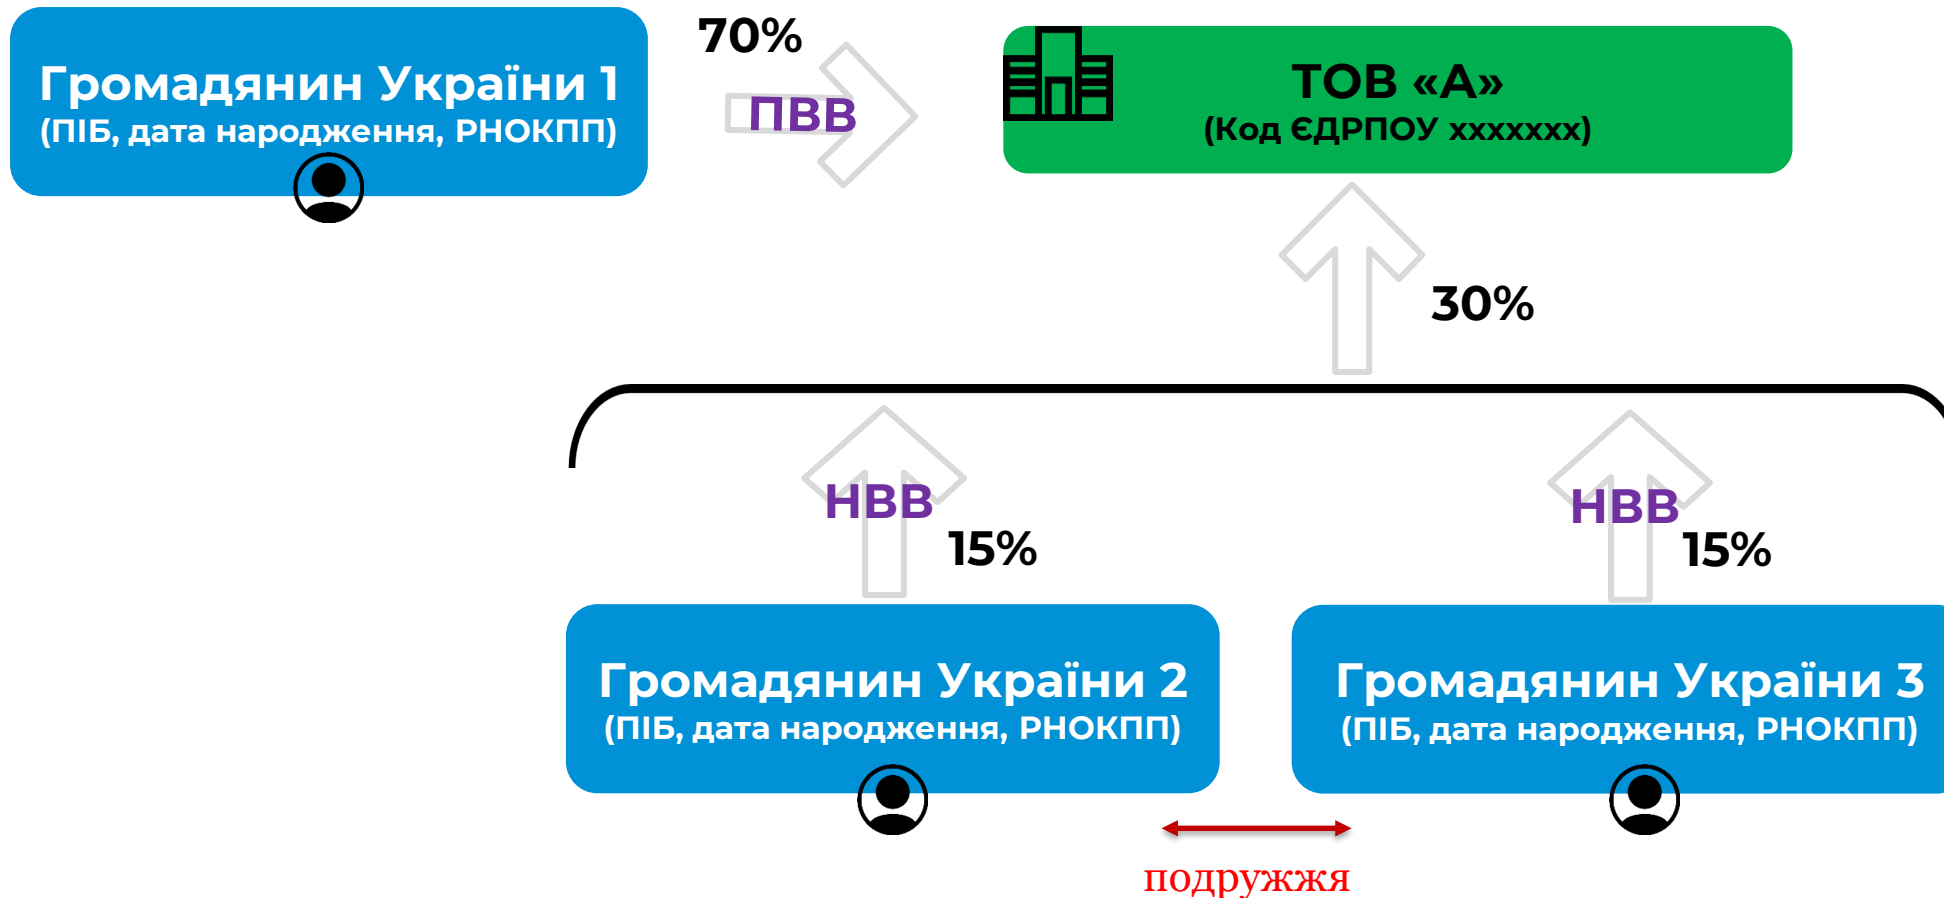 Громадянин України 1
(ПІБ, дата народження, РНОКПП)
70%
ПВВ
ТОВ «А»
(Код ЄДРПОУ xxxxxxx)
30%
НВВ
15%
НВВ
15%
Громадянин України 2
(ПІБ, дата народження, РНОКПП)
Громадянин України 3
(ПІБ, дата народження, РНОКПП)
подружжя